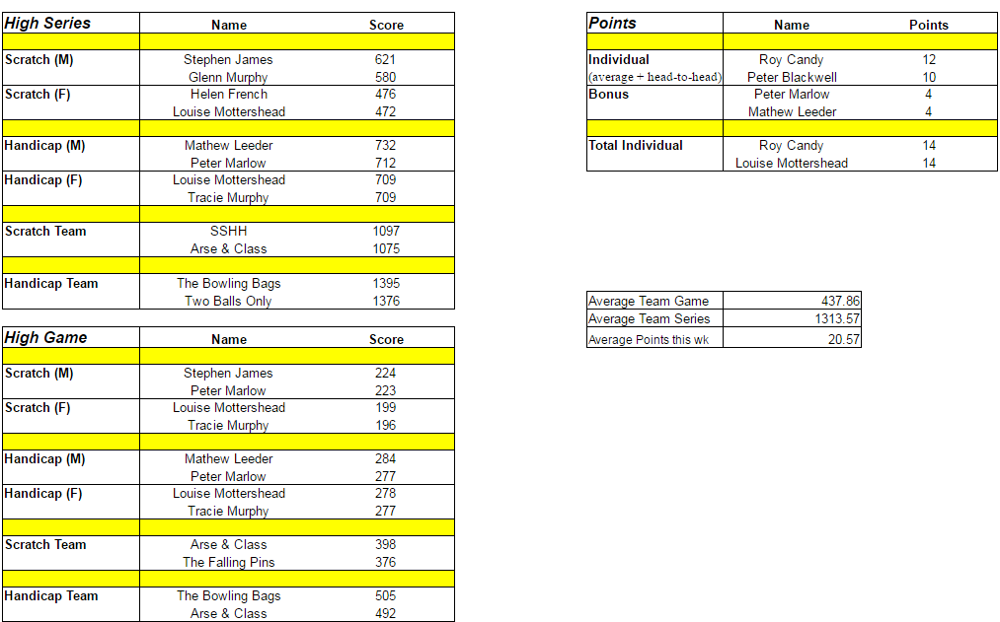 High Series Name Score
Scratch (M) Stephen James 621
Glenn Murphy 580
Scratch (F) Helen French 476
Louise Mottershead 472
Handicap (M) Mathew Leeder 732
Peter Marlow 712
Handicap (F) Louise Mottershead 709
Tracie Murphy 709
Scratch Team SSHH 1097
Arse & Class 1075
Handicap Team The Bowling Bags 1395
Two Balls Only 1376
High Game Name Score
Scratch (M) Stephen James 224
Peter Marlow 223
Scratch (F) Louise Mottershead 199
Tracie Murphy 196
Handicap (M) Mathew Leeder 284
Peter Marlow 277
Handicap (F) Louise Mottershead 278
Tracie Murphy 277
Scratch Team Arse & Class 398
The Falling Pins 376
Handicap Team The Bowling Bags 505
Arse & Class 492
Points Name Points
Individual Roy Candy 12
(average + head-to-head) Peter Blackwell 10
Bonus Peter Marlow 4
Mathew Leeder 4
Total Individual Roy Candy 14
Louise Mottershead 14
Average Team Game 437.86
Average Team Series 1313.57
Average Points this wk 20.57